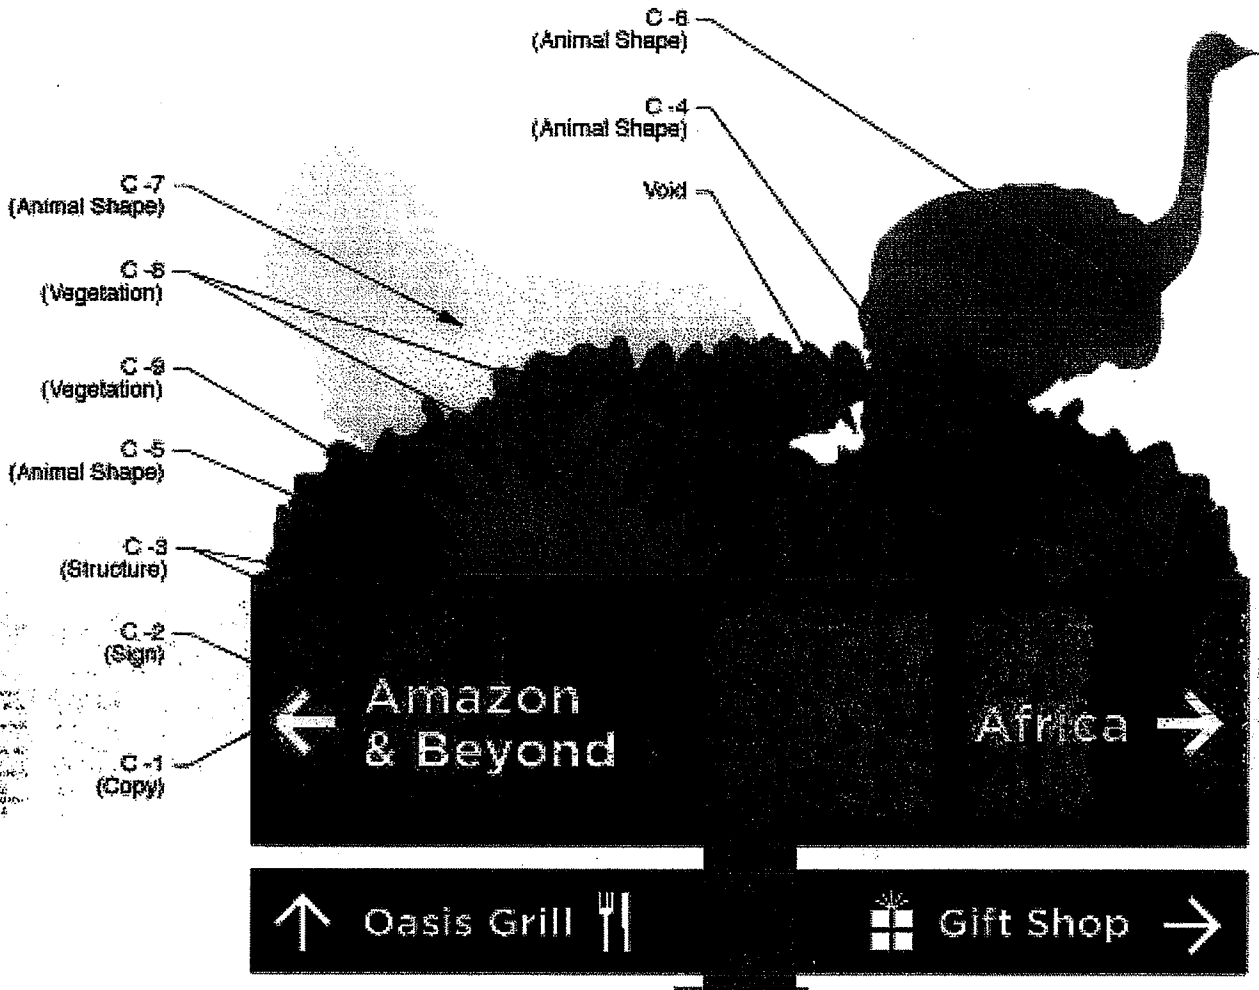 C -6
(Animal Shape)
C -4
(Animal Shape)
Void
C -7
(Animal Shape)
C -8
(Vegetation)
C -9
(Vegetation)
C -5
(Animal Shape)
C -3
(Structure)
C -2
(Sign)
C -1
(Copy)
Amazon
& Beyond
Africa
Oasis Grill
Gift Shop